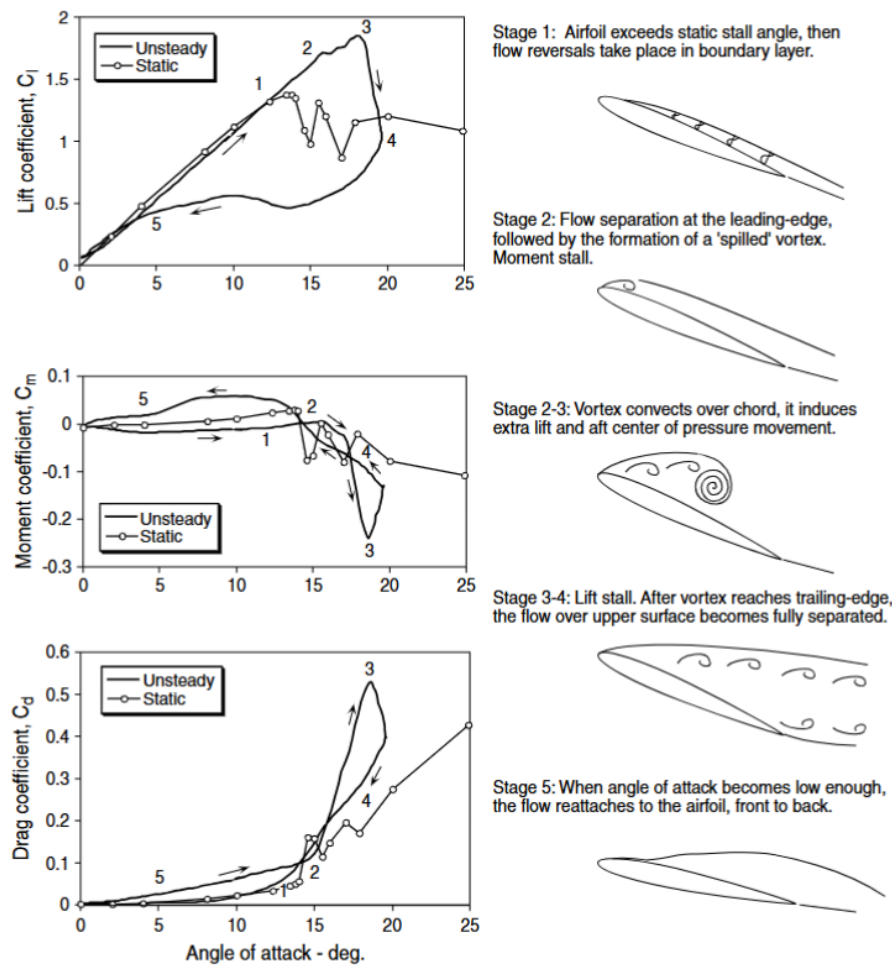 2
1.5
1
0.5
0
Lift coefficient, Cl
Unsteady
Static
1
2
3
4
5
0 5 10 15 20 25
0.1
0
-0.1
-0.2
-0.3
Moment coefficient, Cm
Unsteady
Static
5
1
2
4
3
0 5 10 15 20 25
0.6
0.5
0.4
0.3
0.2
0.1
0
Drag coefficient, Cd
Unsteady
Static
3
4
5
2
1
0 5 10 15 20 25
Angle of attack - deg.
Stage 1: Airfoil exceeds static stall angle, then
flow reversals take place in boundary layer.
Stage 2: Flow separation at the leading-edge,
followed by the formation of a 'spilled' vortex.
Moment stall.
Stage 2-3: Vortex convects over chord, it induces
extra lift and aft center of pressure movement.
Stage 3-4: Lift stall. After vortex reaches trailing-edge,
the flow over upper surface becomes fully separated.
Stage 5: When angle of attack becomes low enough,
the flow reattaches to the airfoil, front to back.